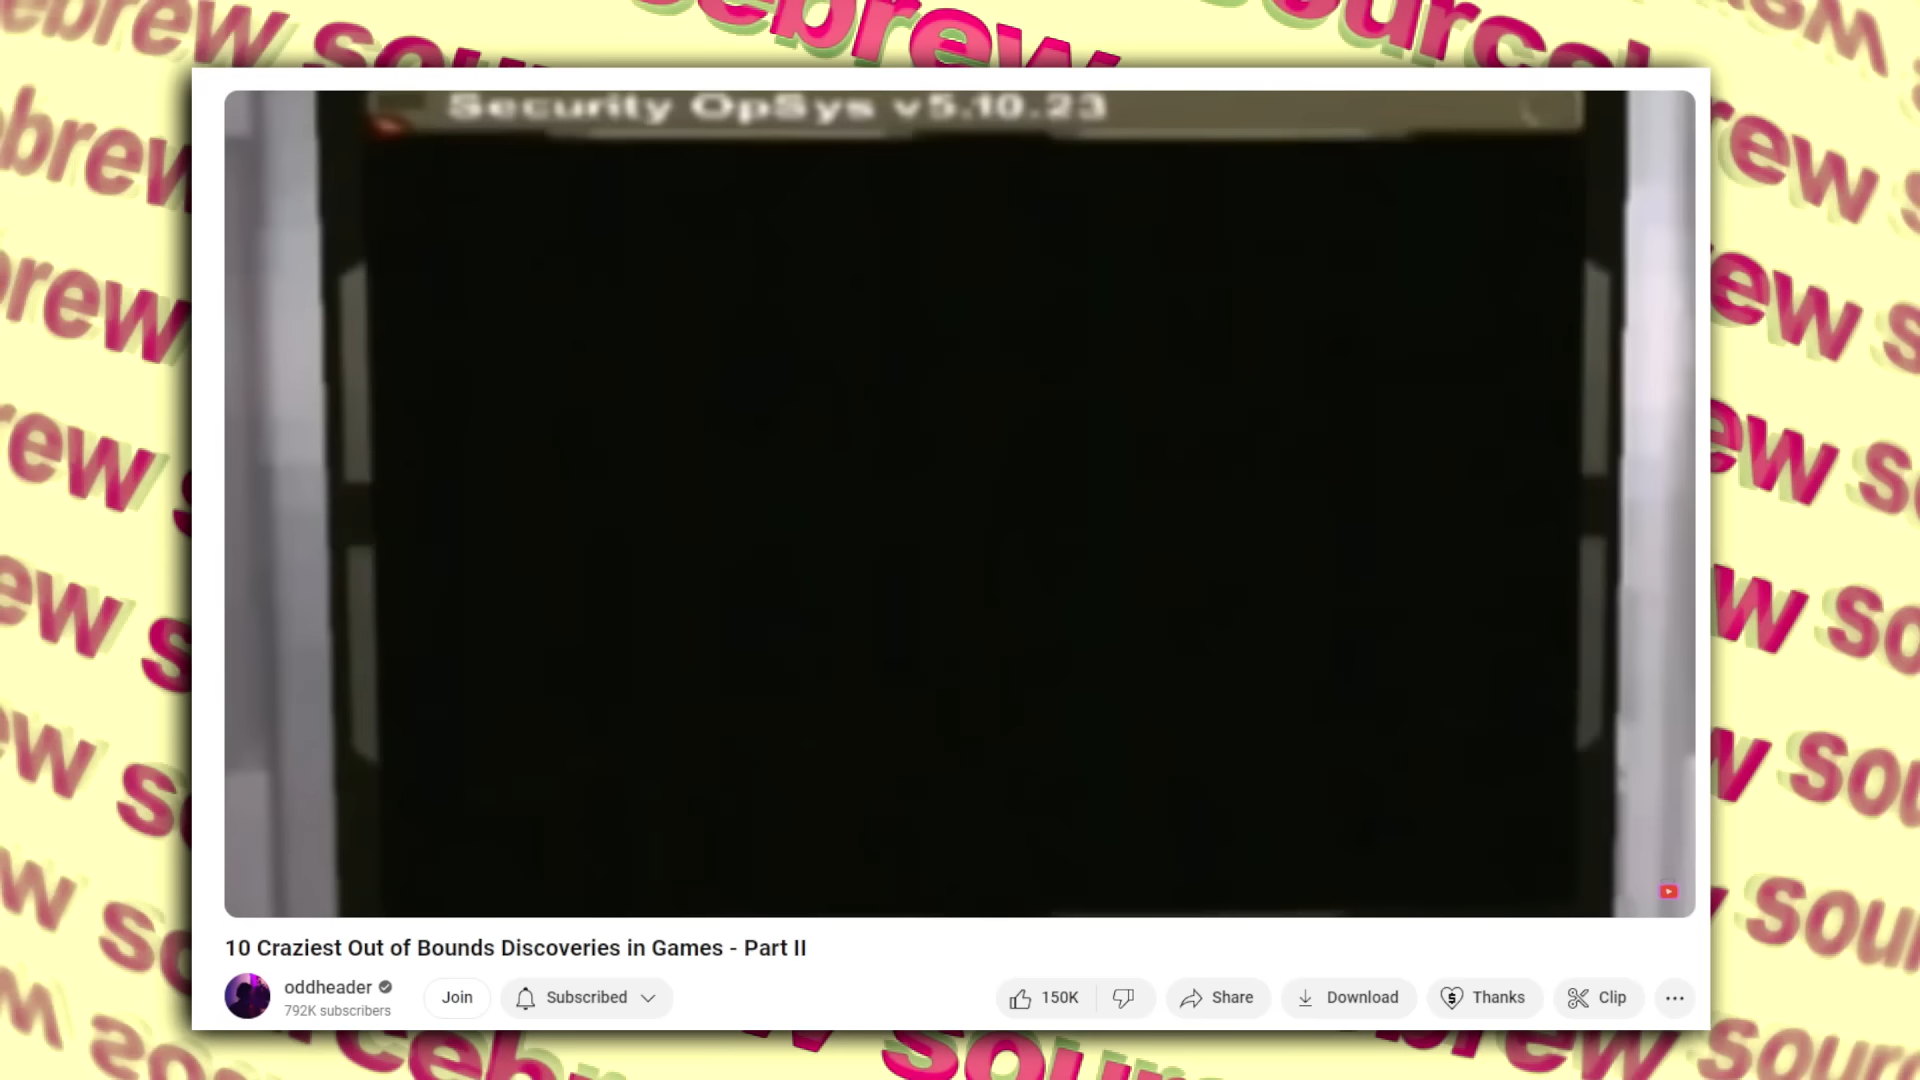 Security OpSys v5.10.23
10 Craziest Out of Bounds Discoveries in Games - Part II
oddheader
792K subscribers
Join
Subscribed
150K
Share
Download
Thanks
Clip